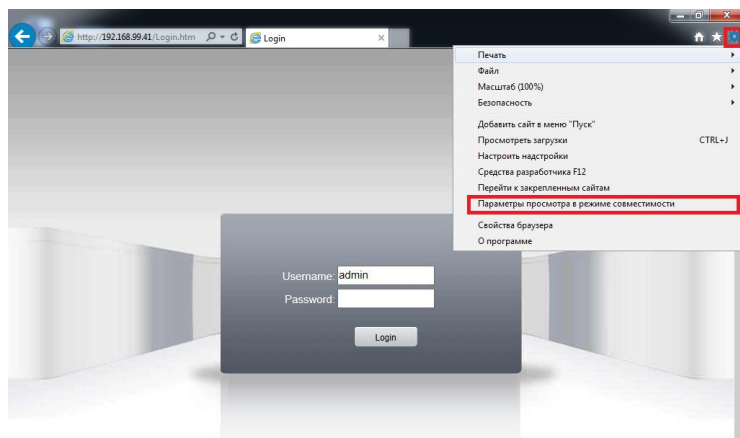 http://192.168.99.41/Login.htm
Login
Печать
Файл
Масштаб (100%)
Безопасность
Добавить сайт в меню "Пуск"
Просмотреть загрузки CTRL+J
Настроить надстройки
Средства разработчика F12
Перейти к закрепленным сайтам
Параметры просмотра в режиме совместимости
Свойства браузера
О программе
Username: admin
Password:
Login